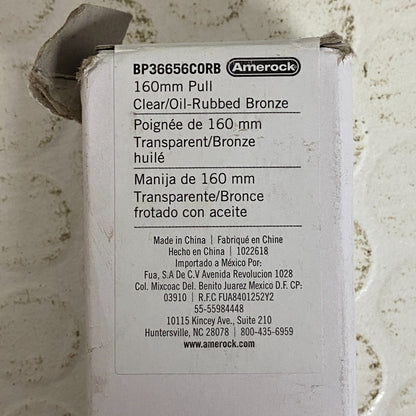 BP36656CORB Amerock
160mm Pull
Clear/Oil-Rubbed Bronze
Poignée de 160 mm
Transparent/Bronze
huilé
Manija de 160 mm
Transparente/Bronce
frotado con aceite
Made in China | Fabriqué en Chine
Hecho en China | 1022618
Importado a México Por:
Fua, S.A De C.V Avenida Revolucion 1028
Col. Mixcoac Del. Benito Juarez Mexico D.F. CP:
03910 | R.F.C FUA8401252Y2
55-55984448
10115 Kincey Ave., Suite 210
Huntersville, NC 28078 | 800-435-6959
www.amerock.com